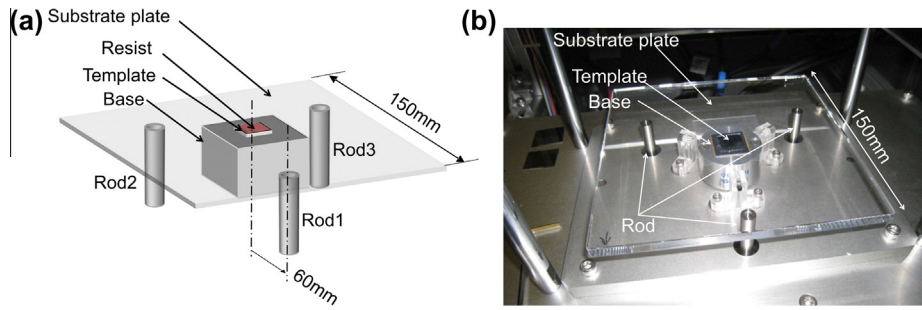 (a)
Substrate plate
Resist
Template
Base
150mm
Rod3
Rod2
Rod1
60mm
(b)
Substrate plate
Template
Base
150mm
Rod